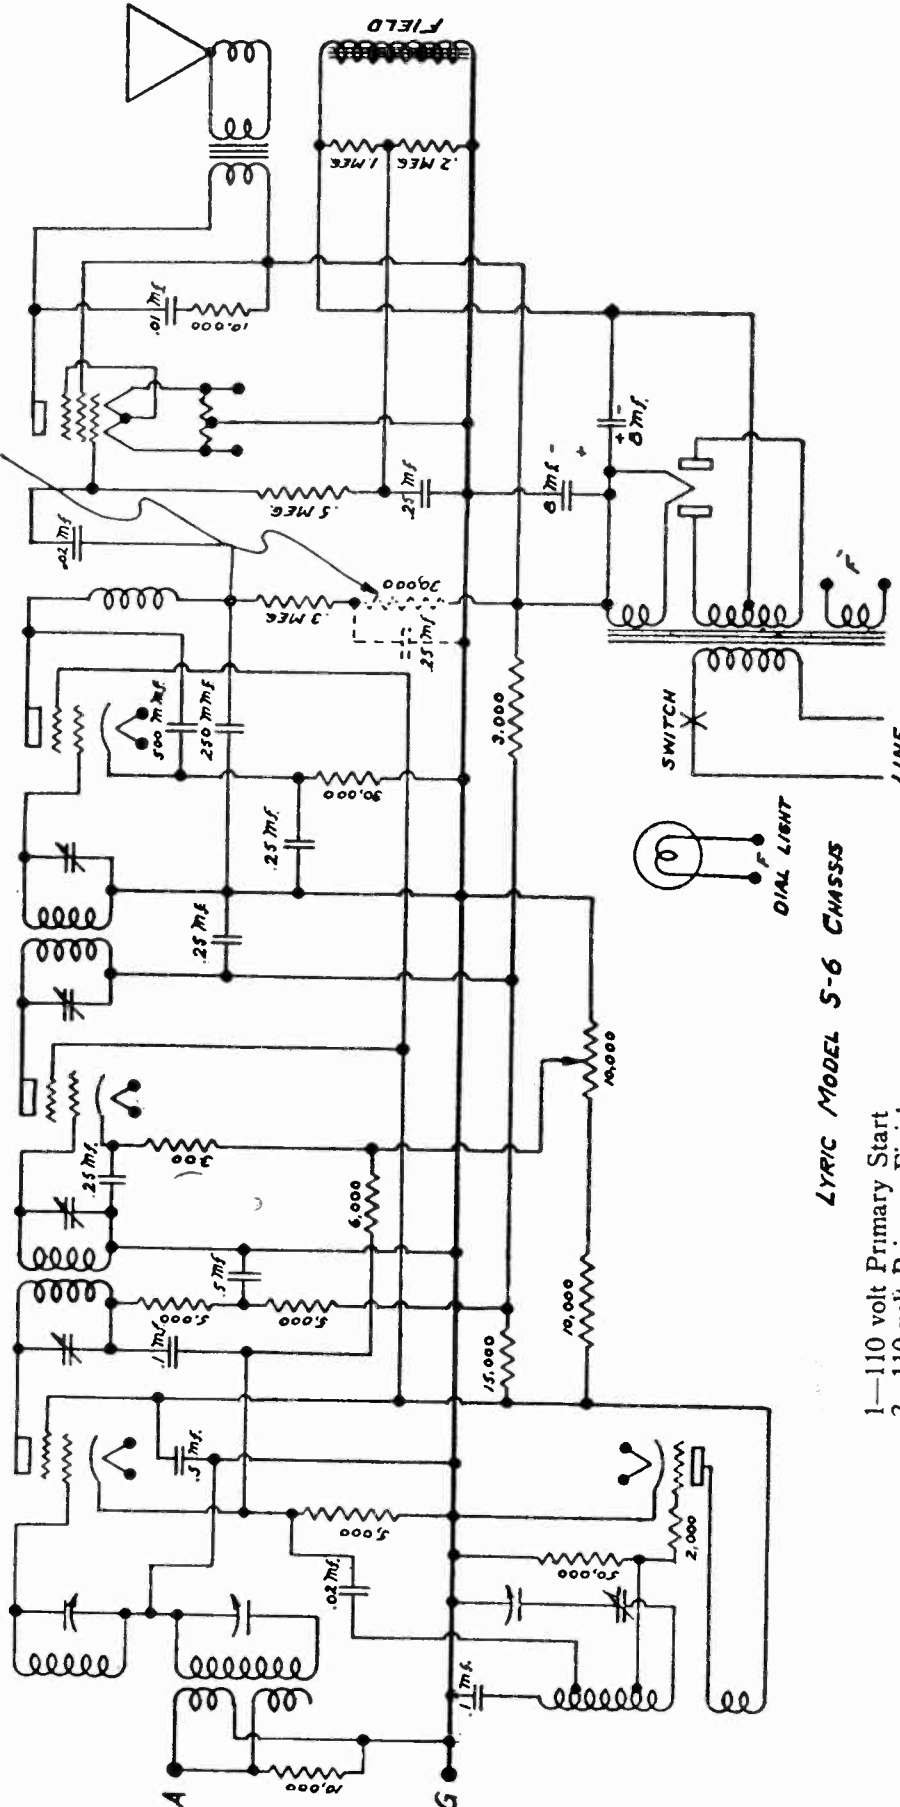 FIELD
.1 MEG.
.2 MEG.
.01 Mf.
10,000
.02 Mf
.5 MEG.
.25 Mf
8 Mf -
+
+ -
8 Mf.
.3 MEG.
30,000
.25 Mf
F'
SWITCH
LINE
500 MMf.
250 MMf.
3,000
90,000
.25 Mf.
F
DIAL LIGHT
.25 Mf.
10,000
LYRIC MODEL S-6 CHASSIS
.25 Mf.
6,000
.5 Mf
5,000
5,000
.1 Mf.
15,000
10,000
.5 Mf.
5,000
.02 Mf.
50,000
2,000
.1 Mf.
A
10,000
G
1—110 volt Primary Start